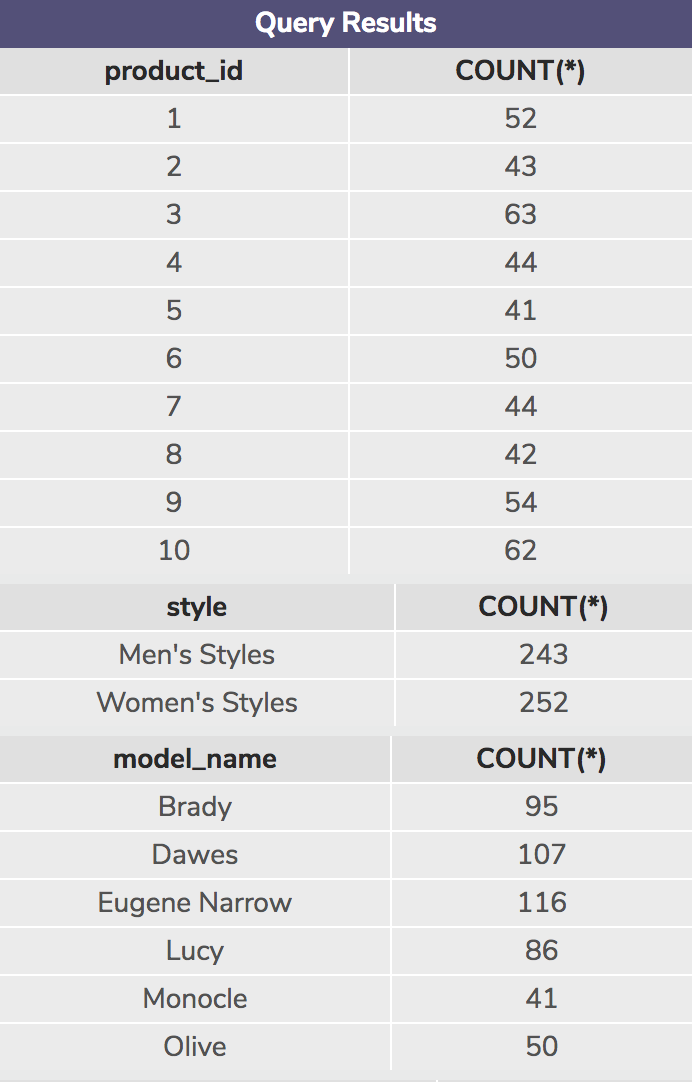 Query Results
product_id COUNT(*)
1 52
2 43
3 63
4 44
5 41
6 50
7 44
8 42
9 54
10 62
style COUNT(*)
Men's Styles 243
Women's Styles 252
model_name COUNT(*)
Brady 95
Dawes 107
Eugene Narrow 116
Lucy 86
Monocle 41
Olive 50